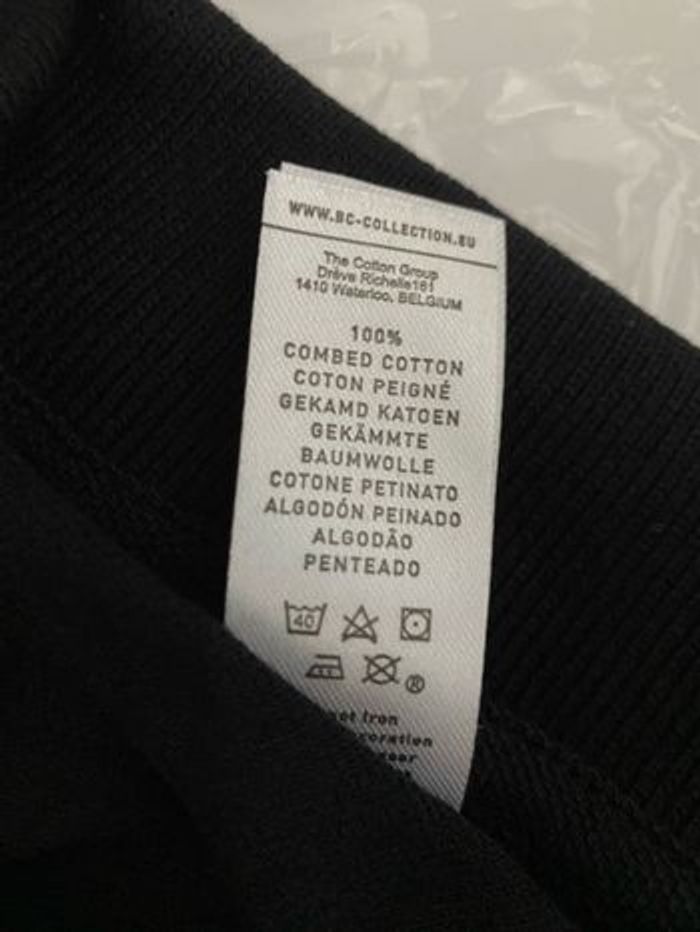 WWW.BC-COLLECTION.EU
The Cotton Group
Drève Richelle161
1410 Waterloo, BELGIUM
100%
COMBED COTTON
COTON PEIGNÉ
GEKAMD KATOEN
GEKÄMMTE
BAUMWOLLE
COTONE PETINATO
ALGODÓN PEINADO
ALGODÃO
PENTEADO
40
®
iron